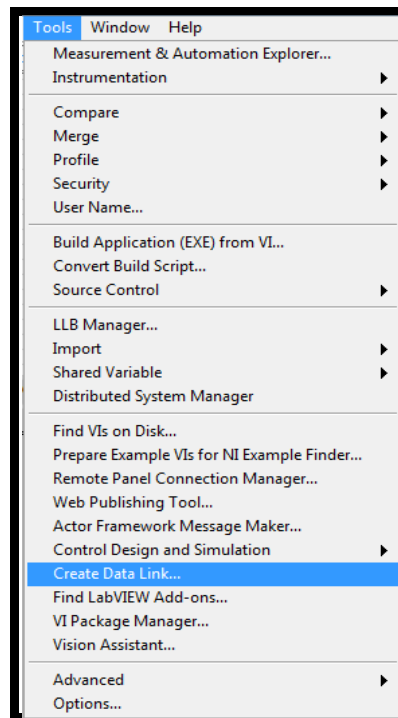 Tools Window Help
Measurement & Automation Explorer...
Instrumentation
Compare
Merge
Profile
Security
User Name...
Build Application (EXE) from VI...
Convert Build Script...
Source Control
LLB Manager...
Import
Shared Variable
Distributed System Manager
Find VIs on Disk...
Prepare Example VIs for NI Example Finder...
Remote Panel Connection Manager...
Web Publishing Tool...
Actor Framework Message Maker...
Control Design and Simulation
Create Data Link...
Find LabVIEW Add-ons...
VI Package Manager...
Vision Assistant...
Advanced
Options...